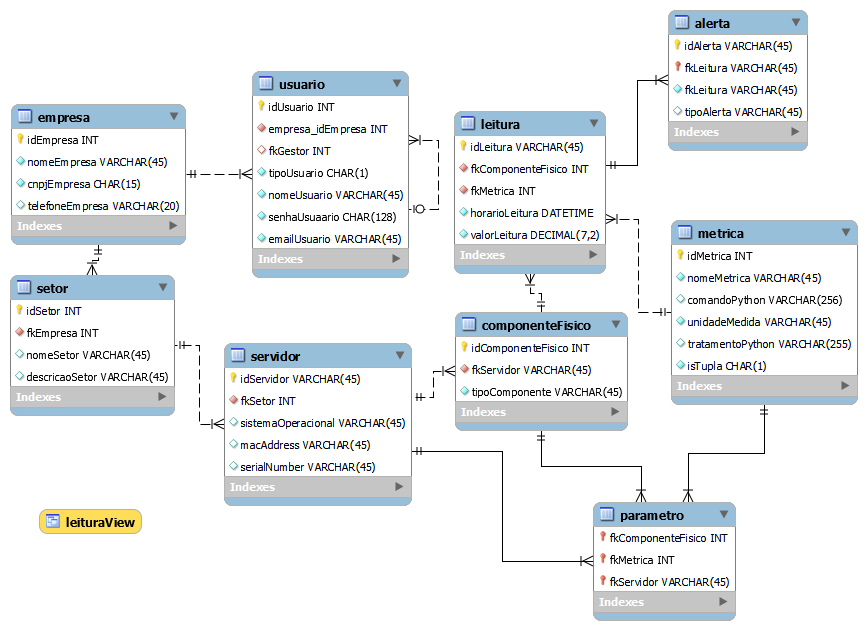 empresa
idEmpresa INT
nomeEmpresa VARCHAR(45)
cnpjEmpresa CHAR(15)
telefoneEmpresa VARCHAR(20)
Indexes
usuario
idUsuario INT
empresa_idEmpresa INT
fkGestor INT
tipoUsuario CHAR(1)
nomeUsuario VARCHAR(45)
senhaUsuaario CHAR(128)
emailUsuario VARCHAR(45)
Indexes
leitura
idLeitura VARCHAR(45)
fkComponenteFisico INT
fkMetrica INT
horarioLeitura DATETIME
valorLeitura DECIMAL(7,2)
Indexes
alerta
idAlerta VARCHAR(45)
fkLeitura VARCHAR(45)
fkLeitura VARCHAR(45)
tipoAlerta VARCHAR(45)
Indexes
metrica
idMetrica INT
nomeMetrica VARCHAR(45)
comandoPython VARCHAR(256)
unidadeMedida VARCHAR(45)
tratamentoPython VARCHAR(255)
isTupla CHAR(1)
Indexes
setor
idSetor INT
fkEmpresa INT
nomeSetor VARCHAR(45)
descricaoSetor VARCHAR(45)
Indexes
servidor
idServidor VARCHAR(45)
fkSetor INT
sistemaOperacional VARCHAR(45)
macAddress VARCHAR(45)
serialNumber VARCHAR(45)
Indexes
componenteFisico
idComponenteFisico INT
fkServidor VARCHAR(45)
tipoComponente VARCHAR(45)
Indexes
parametro
fkComponenteFisico INT
fkMetrica INT
fkServidor VARCHAR(45)
Indexes
leituraView